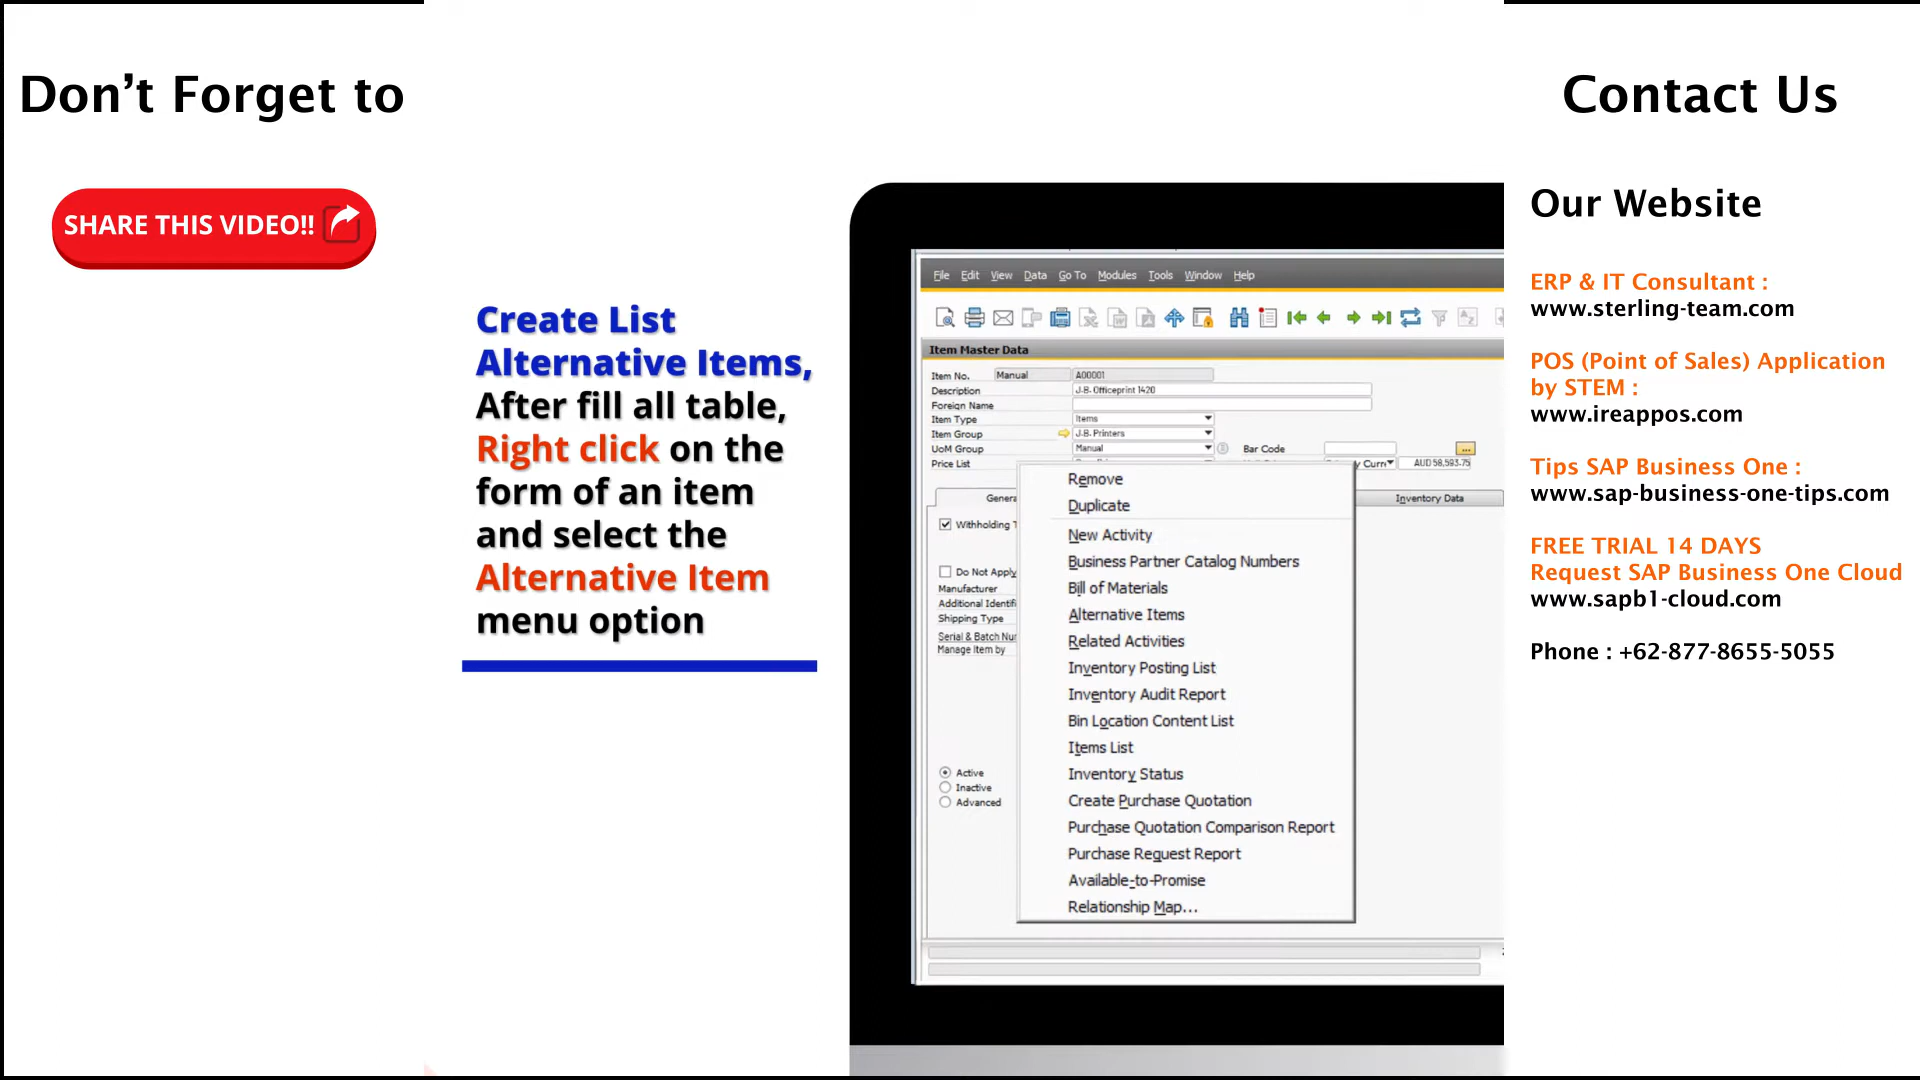 Don't Forget to
SHARE THIS VIDEO!!
Create List
Alternative Items,
After fill all table,
Right click on the
form of an item
and select the
Alternative Item
menu option
File Edit View Data Go To Modules Tools Window Help
Item Master Data
Item No. Manual A00001
Description J.B. Officeprint 1420
Foreign Name
Item Type Items
Item Group J.B. Printers
UoM Group Manual Bar Code ...
Price List AUD 58,593.75
Inventory Data
Withholding
Do Not Apply
Manufacturer
Additional
Shipping Type
Serial & Batch
Manage Item by
Active
Inactive
Advanced
Remove
Duplicate
New Activity
Business Partner Catalog Numbers
Bill of Materials
Alternative Items
Related Activities
Inventory Posting List
Inventory Audit Report
Bin Location Content List
Items List
Inventory Status
Create Purchase Quotation
Purchase Quotation Comparison Report
Purchase Request Report
Available-to-Promise
Relationship Map...
Contact Us
Our Website
ERP & IT Consultant :
www.sterling-team.com
POS (Point of Sales) Application
by STEM :
www.ireappos.com
Tips SAP Business One :
www.sap-business-one-tips.com
FREE TRIAL 14 DAYS
Request SAP Business One Cloud
www.sapb1-cloud.com
Phone : +62-877-8655-5055